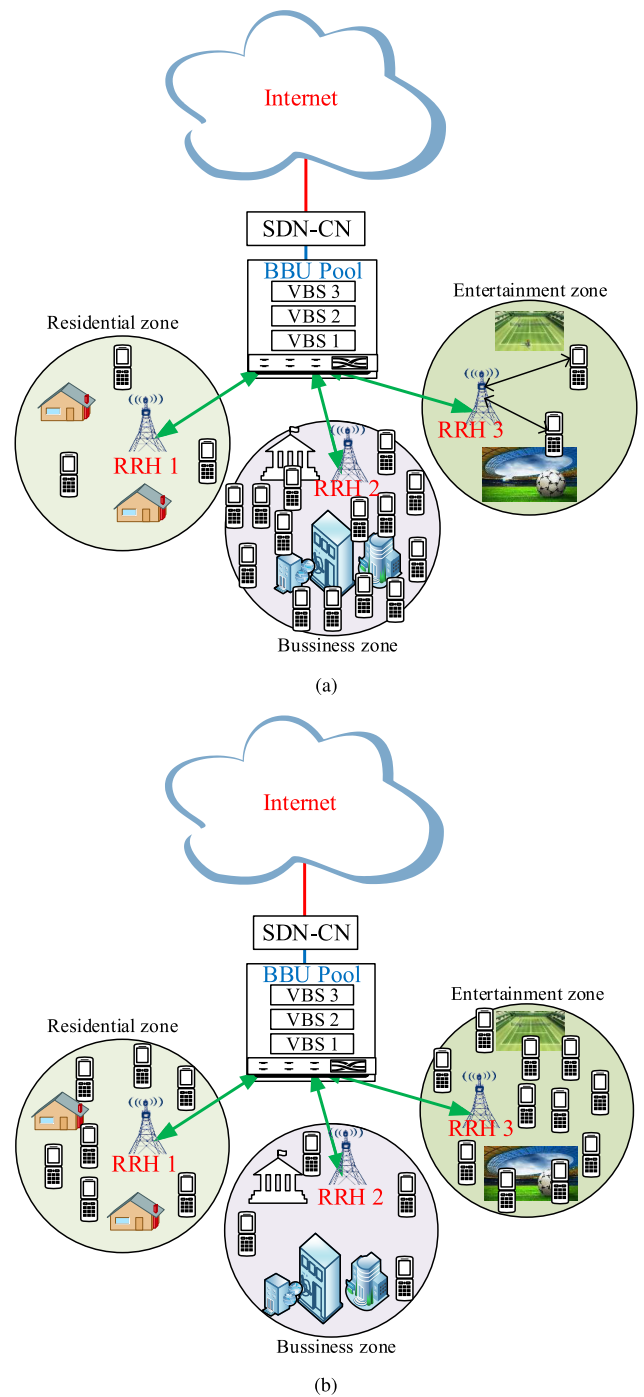 Internet
SDN-CN
BBU Pool
VBS 3
VBS 2
VBS 1
Residential zone
Entertainment zone
RRH 1
RRH 2
RRH 3
Bussiness zone
(a)
Internet
SDN-CN
BBU Pool
VBS 3
VBS 2
VBS 1
Residential zone
Entertainment zone
RRH 1
RRH 2
RRH 3
Bussiness zone
(b)